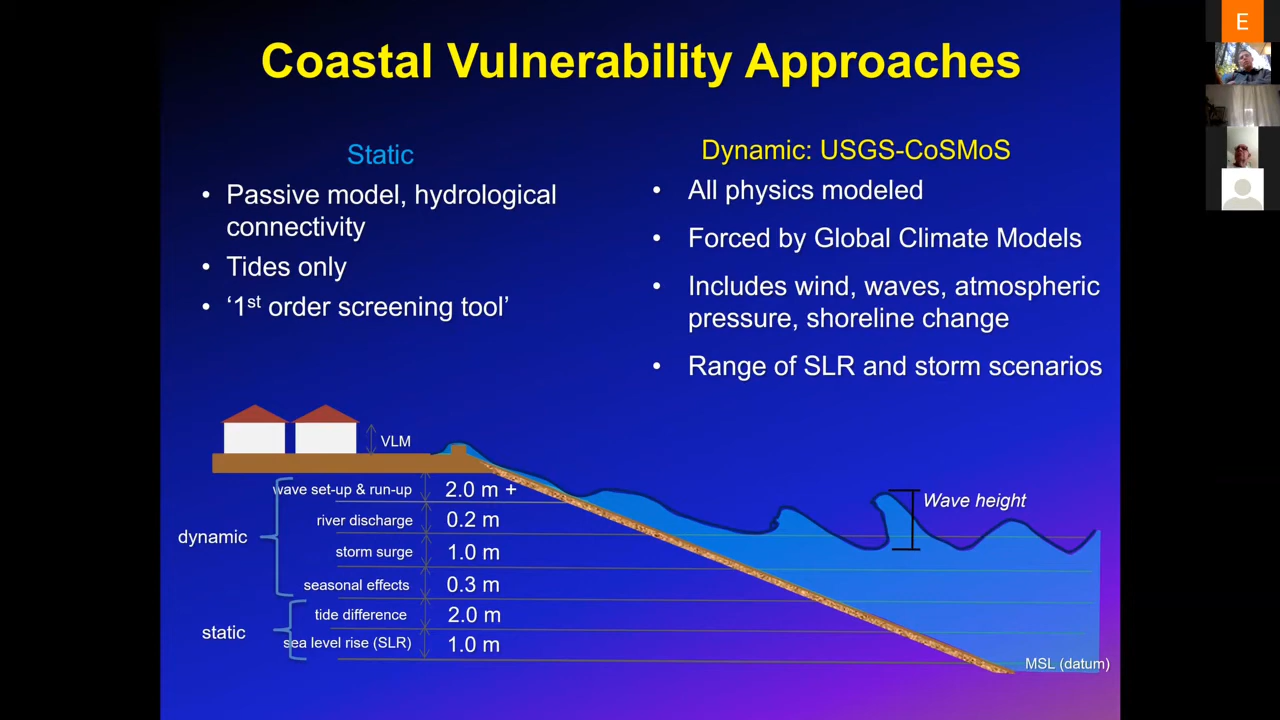 Coastal Vulnerability Approaches
E
Static
• Passive model, hydrological
connectivity
• Tides only
• ‘1st order screening tool’
Dynamic: USGS-CoSMoS
• All physics modeled
• Forced by Global Climate Models
• Includes wind, waves, atmospheric
pressure, shoreline change
• Range of SLR and storm scenarios
VLM
wave set-up & run-up 2.0 m +
river discharge 0.2 m
storm surge 1.0 m
seasonal effects 0.3 m
tide difference 2.0 m
sea level rise (SLR) 1.0 m
dynamic
static
Wave height
MSL (datum)